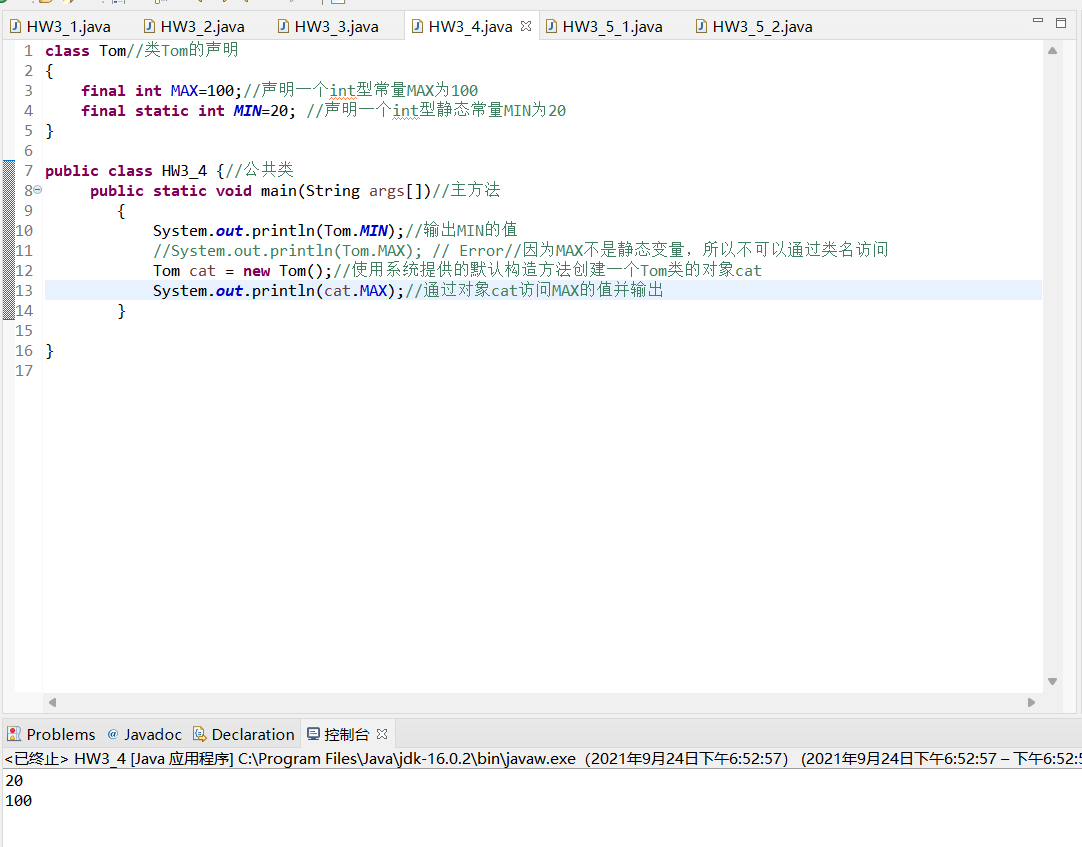 HW3_1.java HW3_2.java HW3_3.java HW3_4.java HW3_5_1.java HW3_5_2.java
1 class Tom//类Tom的声明
2 {
3     final int MAX=100;//声明一个int型常量MAX为100
4     final static int MIN=20; //声明一个int型静态常量MIN为20
5 }
6
7 public class HW3_4 {//公共类
8      public static void main(String args[])//主方法
9         {
10             System.out.println(Tom.MIN);//输出MIN的值
11             //System.out.println(Tom.MAX); // Error//因为MAX不是静态变量，所以不可以通过类名访问
12             Tom cat = new Tom();//使用系统提供的默认构造方法创建一个Tom类的对象cat
13             System.out.println(cat.MAX);//通过对象cat访问MAX的值并输出
14         }
15
16 }
17
Problems @ Javadoc Declaration 控制台
<已终止> HW3_4 [Java 应用程序] C:\Program Files\Java\jdk-16.0.2\bin\javaw.exe（2021年9月24日下午6:52:57）（2021年9月24日下午6:52:57 – 下午6:52:5
20
100